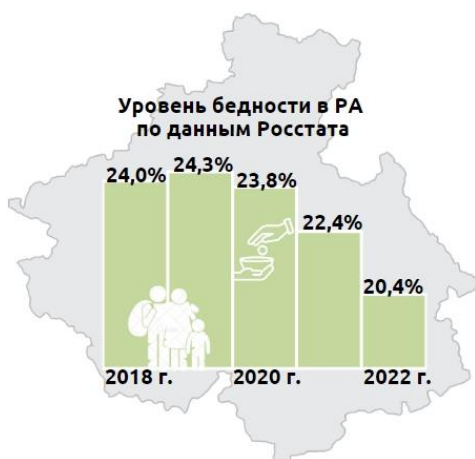 Уровень бедности в РА
по данным Росстата
24,0%
24,3%
23,8%
22,4%
20,4%
2018 г.
2020 г.
2022 г.